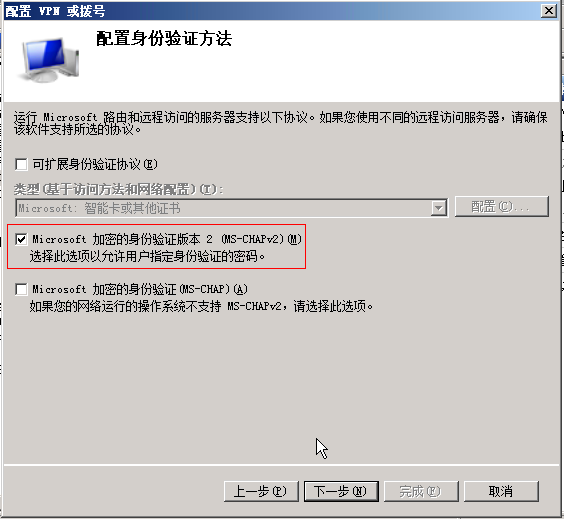 配置 VPN 或拨号
配置身份验证方法
运行 Microsoft 路由和远程访问的服务器支持以下协议。如果您使用不同的远程访问服务器，请确保
该软件支持所选的协议。
可扩展身份验证协议(E)
类型(基于访问方法和网络配置)(T):
Microsoft: 智能卡或其他证书
配置(C)...
Microsoft 加密的身份验证版本 2 (MS-CHAPv2)(M)
选择此选项以允许用户指定身份验证的密码。
Microsoft 加密的身份验证(MS-CHAP)(A)
如果您的网络运行的操作系统不支持 MS-CHAPv2，请选择此选项。
上一步(P)
下一步(N)
完成(F)
取消